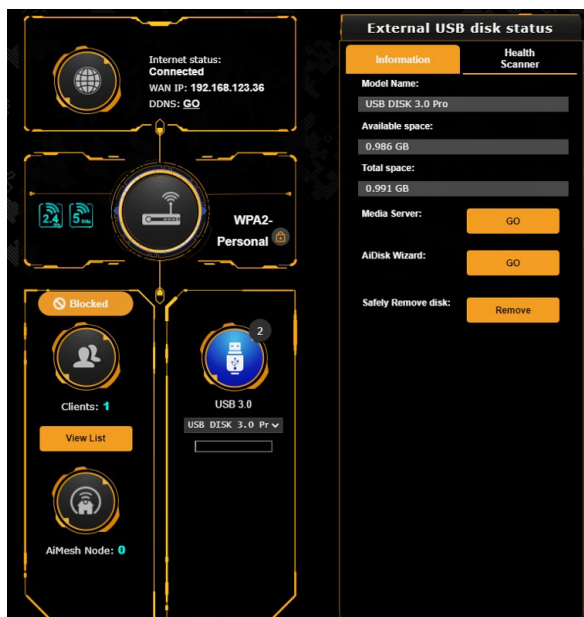 Internet status:
Connected
WAN IP: 192.168.123.36
DDNS: GO
2.4
GHz
5
GHz
WPA2-
Personal
Blocked
Clients: 1
View List
AiMesh Node: 0
2
USB 3.0
USB DISK 3.0 Pr
External USB disk status
Information
Health
Scanner
Model Name:
USB DISK 3.0 Pro
Available space:
0.986 GB
Total space:
0.991 GB
Media Server:
GO
AiDisk Wizard:
GO
Safely Remove disk:
Remove